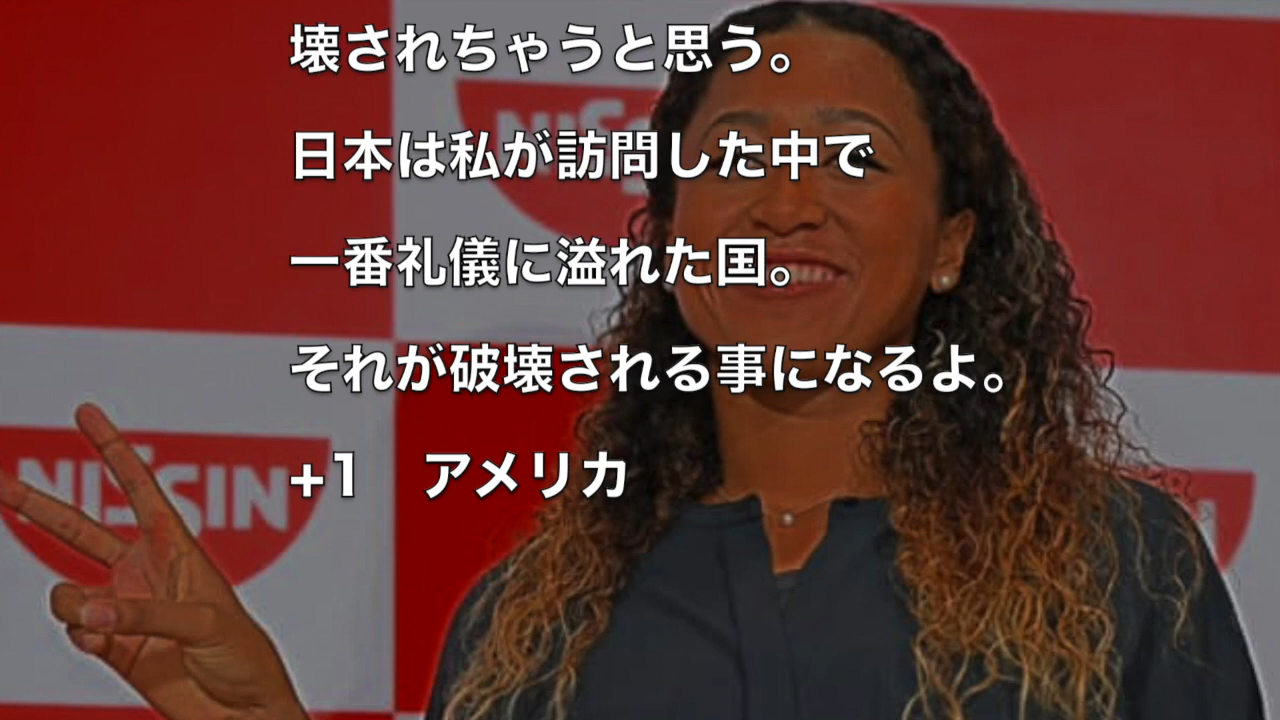 壊されちゃうと思う。
日本は私が訪問した中で
一番礼儀に溢れた国。
それが破壊される事になるよ。
+1　アメリカ
NISSIN